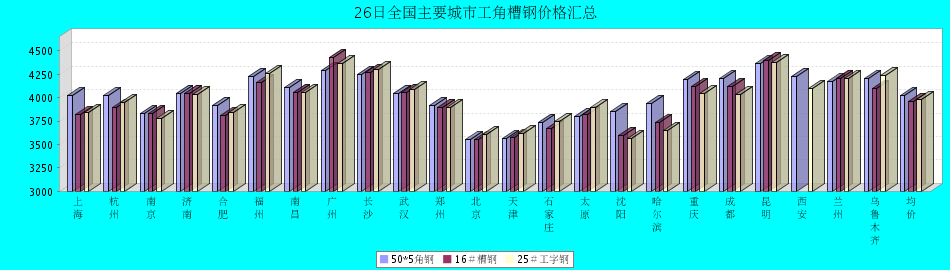 26日全国主要城市工角槽钢价格汇总
4500
4250
4000
3750
3500
3250
3000
上海
杭州
南京
济南
合肥
福州
南昌
广州
长沙
武汉
郑州
北京
天津
石家庄
太原
沈阳
哈尔滨
重庆
成都
昆明
西安
兰州
乌鲁木齐
均价
50*5角钢
16＃槽钢
25＃工字钢